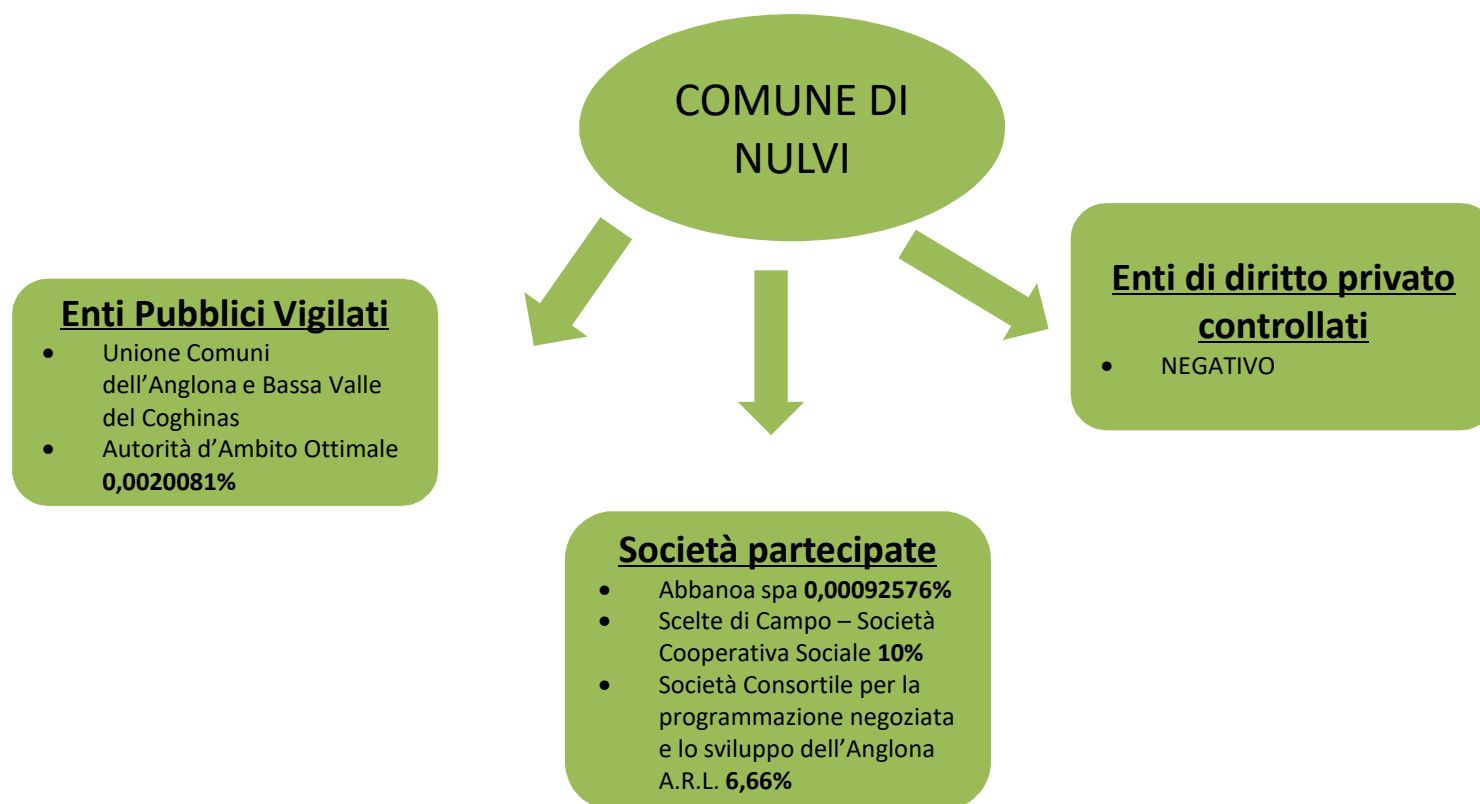 COMUNE DI
NULVI
Enti Pubblici Vigilati
• Unione Comuni
dell’Anglona e Bassa Valle
del Coghinas
• Autorità d’Ambito Ottimale
0,0020081%
Enti di diritto privato
controllati
• NEGATIVO
Società partecipate
• Abbanoa spa 0,00092576%
• Scelte di Campo – Società
Cooperativa Sociale 10%
• Società Consortile per la
programmazione negoziata
e lo sviluppo dell’Anglona
A.R.L. 6,66%